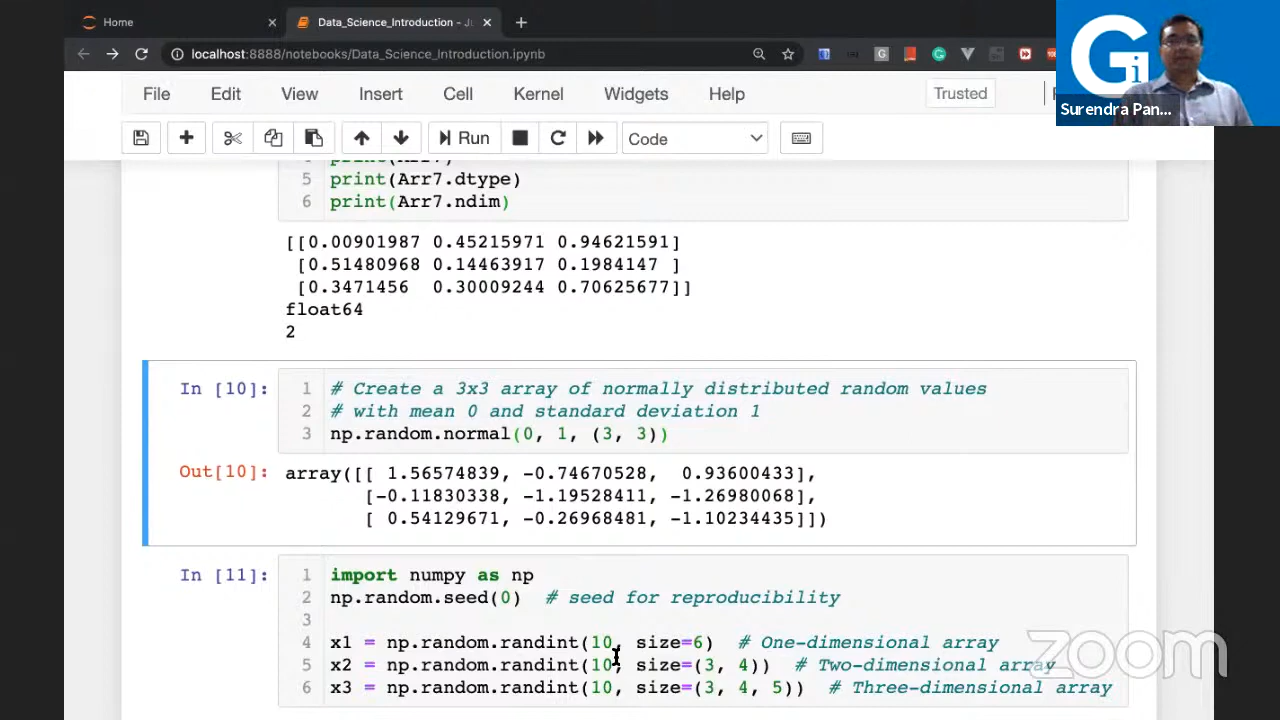 Home
Data_Science_Introduction - Ju
localhost:8888/notebooks/Data_Science_Introduction.ipynb
Gi
Surendra Pan...
File Edit View Insert Cell Kernel Widgets Help Trusted
Run Code
5 print(Arr7.dtype)
6 print(Arr7.ndim)
[[0.00901987 0.45215971 0.94621591]
[0.51480968 0.14463917 0.1984147 ]
[0.3471456  0.30009244 0.70625677]]
float64
2
In [10]: 1 # Create a 3x3 array of normally distributed random values
2 # with mean 0 and standard deviation 1
3 np.random.normal(0, 1, (3, 3))
Out[10]: array([[ 1.56574839, -0.74670528,  0.93600433],
[-0.11830338, -1.19528411, -1.26980068],
[ 0.54129671, -0.26968481, -1.10234435]])
In [11]: 1 import numpy as np
2 np.random.seed(0)  # seed for reproducibility
3
4 x1 = np.random.randint(10, size=6)  # One-dimensional array
5 x2 = np.random.randint(10, size=(3, 4))  # Two-dimensional array
6 x3 = np.random.randint(10, size=(3, 4, 5))  # Three-dimensional array
zoom